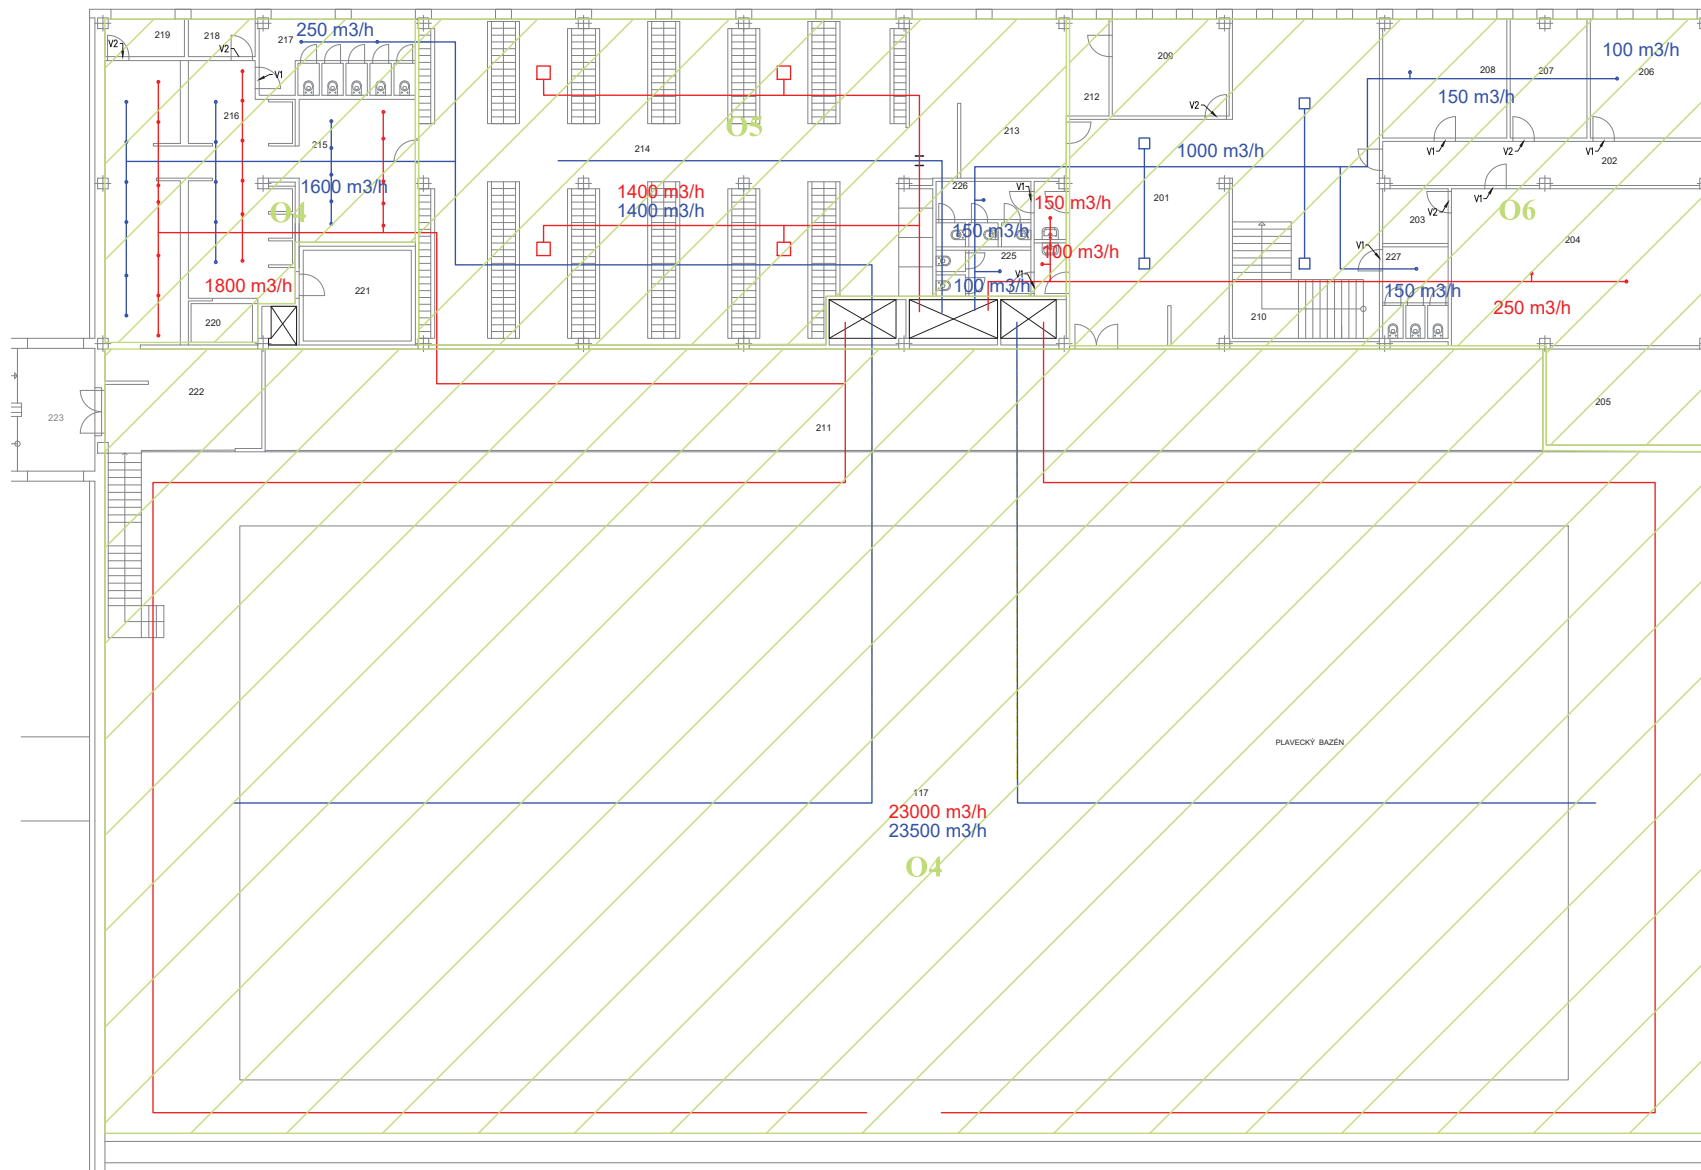 219
218
217
250 m3/h
V2
V2
V1
216
215
1600 m3/h
O4
1800 m3/h
221
220
O5
214
213
1400 m3/h
1400 m3/h
226
V1
150 m3/h
150 m3/h
100 m3/h
225
V1
100 m3/h
209
212
V2
1000 m3/h
201
210
208
207
206
100 m3/h
150 m3/h
V1
V2
V1
202
V1
203
V2
O6
204
V1
227
150 m3/h
250 m3/h
222
223
211
205
PLAVECKÝ BAZÉN
117
23000 m3/h
23500 m3/h
O4